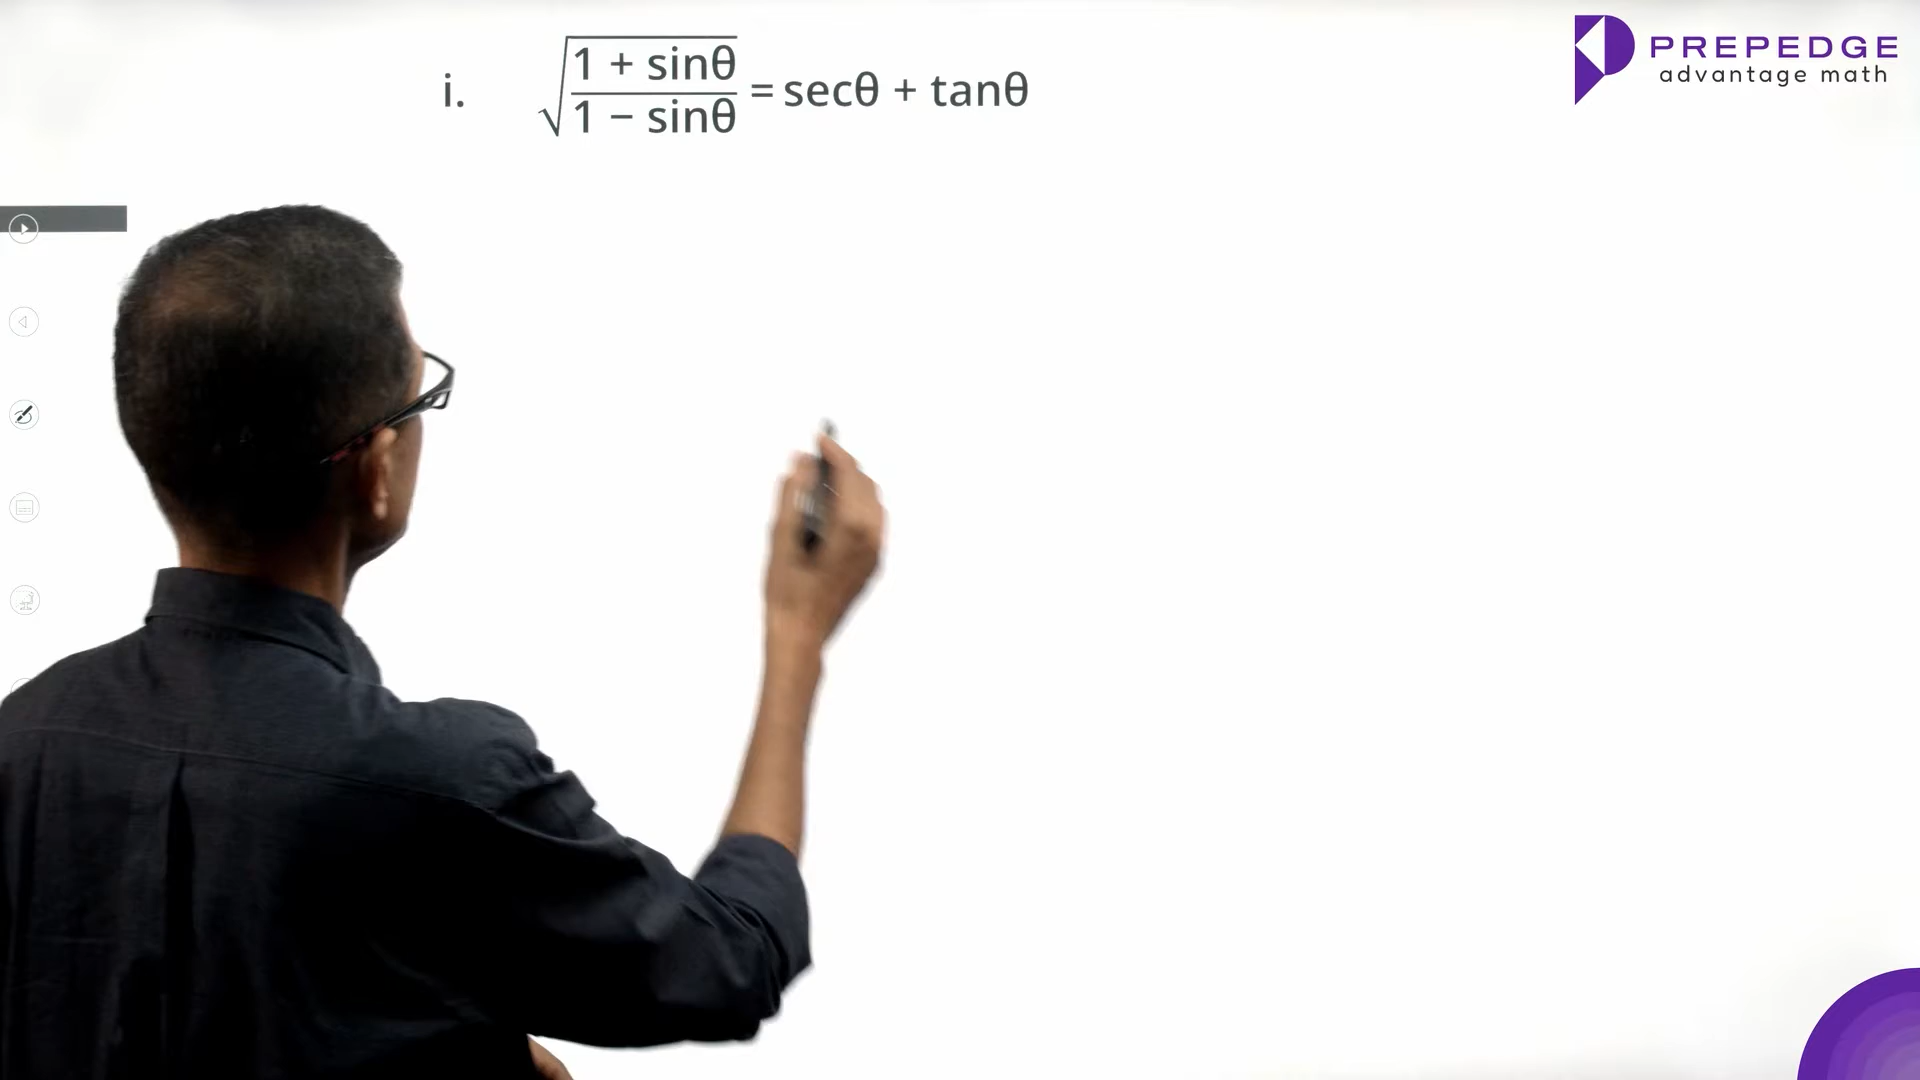 i. √(1 + sinθ / 1 − sinθ) = secθ + tanθ
PREPEDGE
advantage math